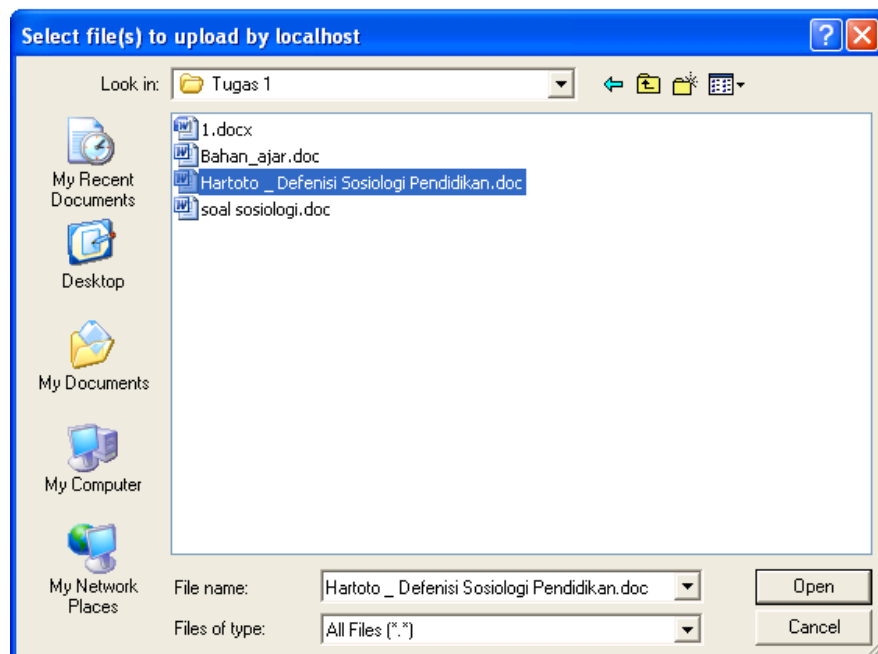 Select file(s) to upload by localhost
Look in: Tugas 1
1.docx
Bahan_ajar.doc
Hartoto _ Defenisi Sosiologi Pendidikan.doc
soal sosiologi.doc
My Recent
Documents
Desktop
My Documents
My Computer
My Network
Places
File name: Hartoto _ Defenisi Sosiologi Pendidikan.doc Open
Files of type: All Files (*.*) Cancel